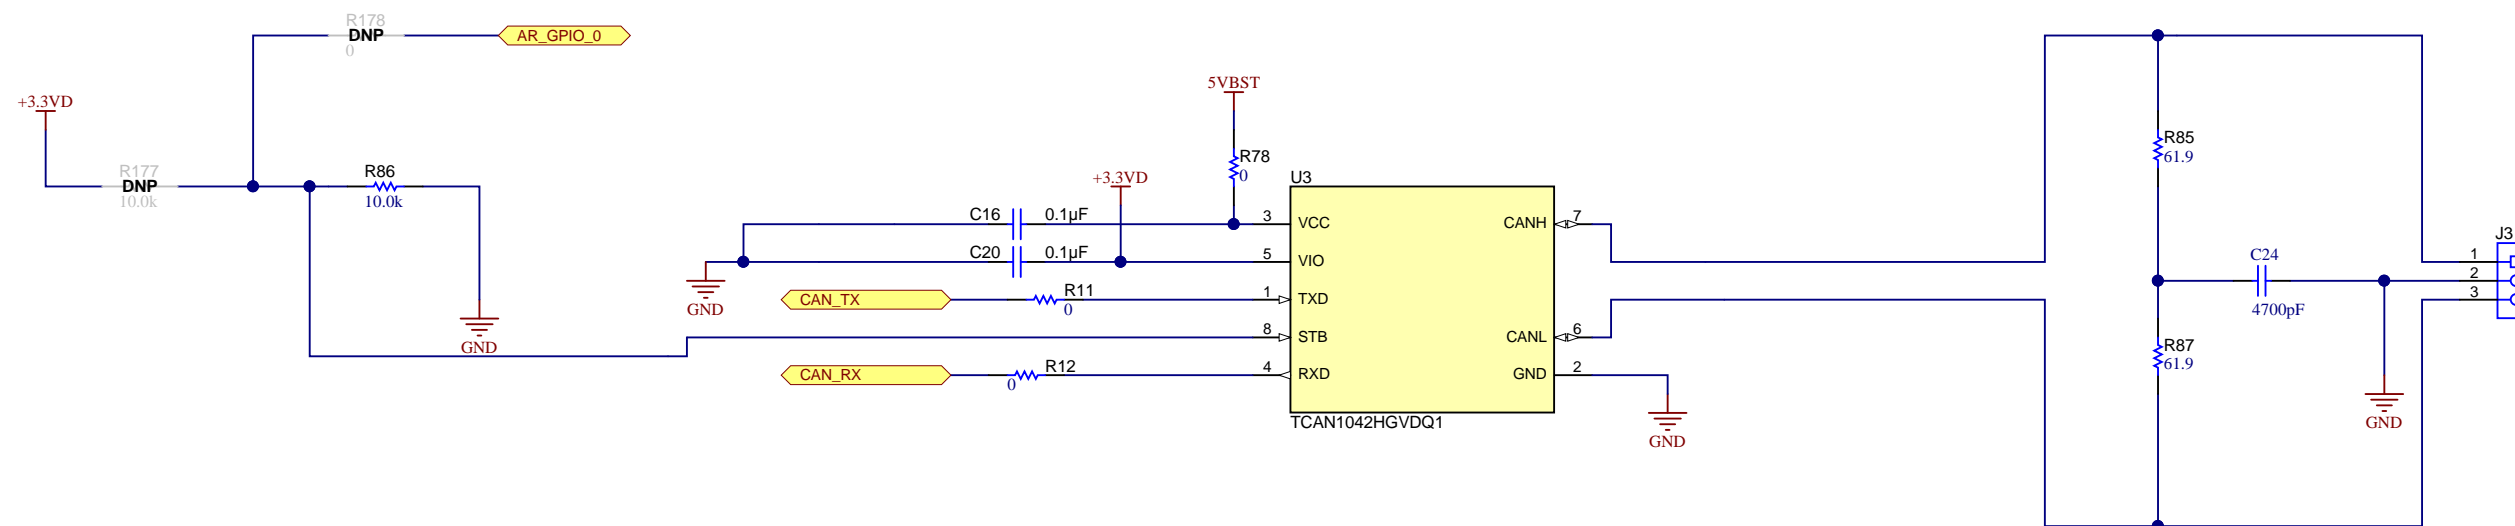 R178
DNP
0
AR_GPIO_0
+3.3VD
R177
DNP
10.0k
R86
10.0k
GND
5VBST
R78
0
+3.3VD
C16
0.1µF
C20
0.1µF
GND
CAN_TX
R11
0
CAN_RX
R12
0
U3
3
VCC
5
VIO
1
TXD
8
STB
4
RXD
CANH
7
CANL
6
GND
2
TCAN1042HGVDQ1
GND
R85
61.9
C24
4700pF
R87
61.9
GND
J3
1
2
3